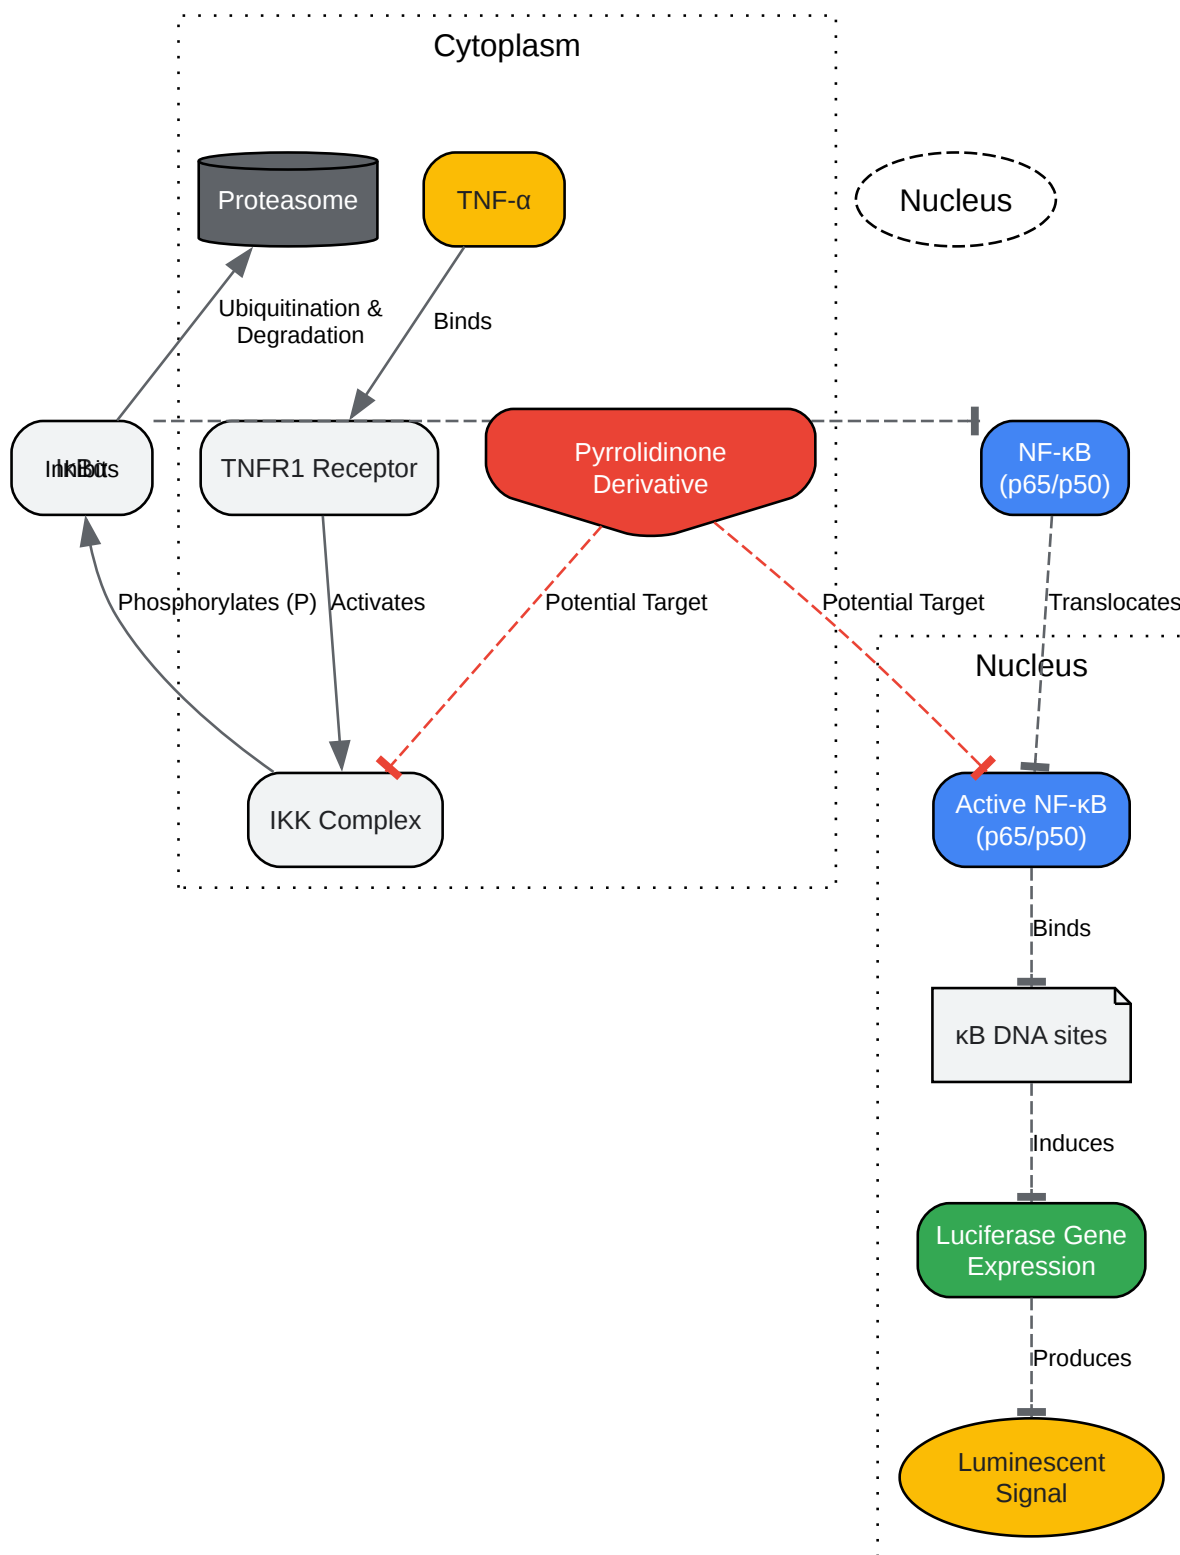 Cytoplasm
Proteasome
TNF-α
Nucleus
Ubiquitination &
Degradation
Binds
TNFR1 Receptor
Pyrrolidinone
Derivative
NF-κB
(p65/p50)
Phosphorylates (P)
Activates
Potential Target
Potential Target
Translocates
Nucleus
IKK Complex
Active NF-κB
(p65/p50)
Binds
κB DNA sites
Induces
Luciferase Gene
Expression
Produces
Luminescent
Signal